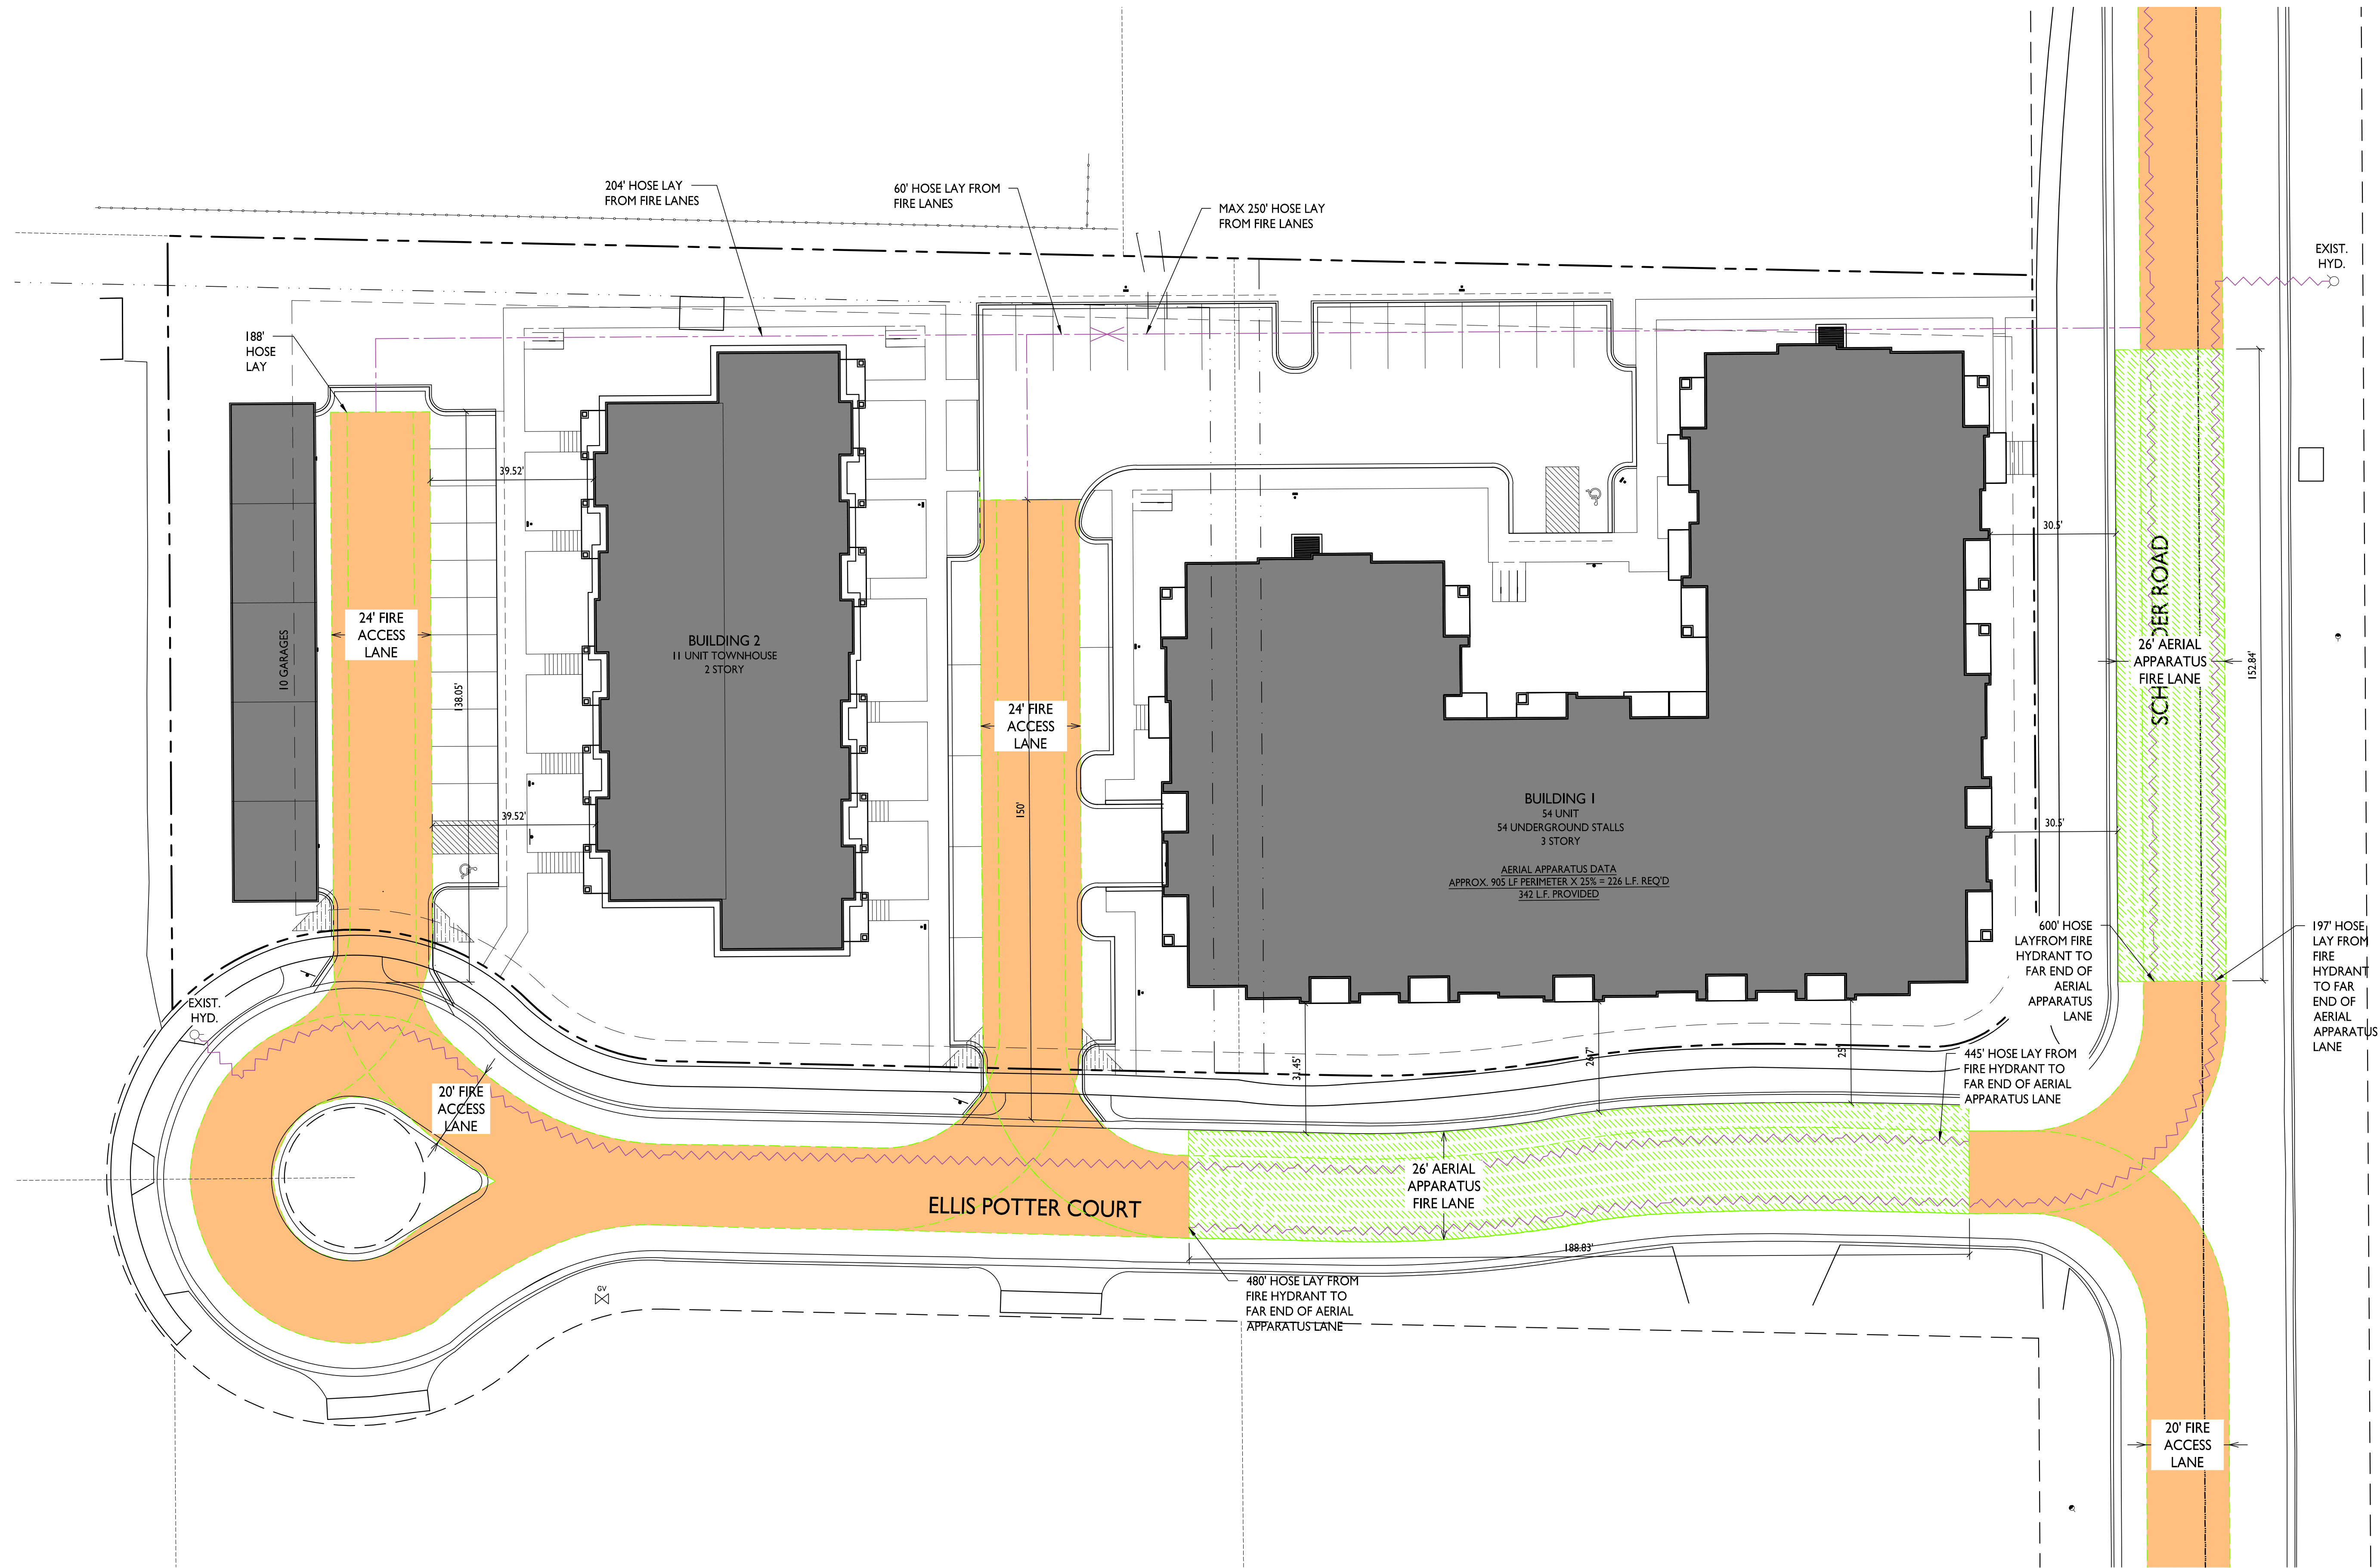 204' HOSE LAY
FROM FIRE LANES
60' HOSE LAY FROM
FIRE LANES
MAX 250' HOSE LAY
FROM FIRE LANES
EXIST.
HYD.
188'
HOSE
LAY
39.52'
30.5'
24' FIRE
ACCESS
LANE
10 GARAGES
138.05'
BUILDING 2
11 UNIT TOWNHOUSE
2 STORY
24' FIRE
ACCESS
LANE
150'
26' AERIAL
APPARATUS
FIRE LANE
ROAD
152.84'
39.52'
30.5'
BUILDING 1
54 UNIT
54 UNDERGROUND STALLS
3 STORY
AERIAL APPARATUS DATA
APPROX. 905 LF PERIMETER X 25% = 226 L.F. REQ'D
342 L.F. PROVIDED
600' HOSE
LAYFROM FIRE
HYDRANT TO
FAR END OF
AERIAL
APPARATUS
LANE
197' HOSE
LAY FROM
FIRE
HYDRANT
TO FAR
END OF
AERIAL
APPARATUS
LANE
EXIST.
HYD.
31.45'
25'
445' HOSE LAY FROM
FIRE HYDRANT TO
FAR END OF AERIAL
APPARATUS LANE
20' FIRE
ACCESS
LANE
26' AERIAL
APPARATUS
FIRE LANE
ELLIS POTTER COURT
188.83'
GV
480' HOSE LAY FROM
FIRE HYDRANT TO
FAR END OF AERIAL
APPARATUS LANE
20' FIRE
ACCESS
LANE